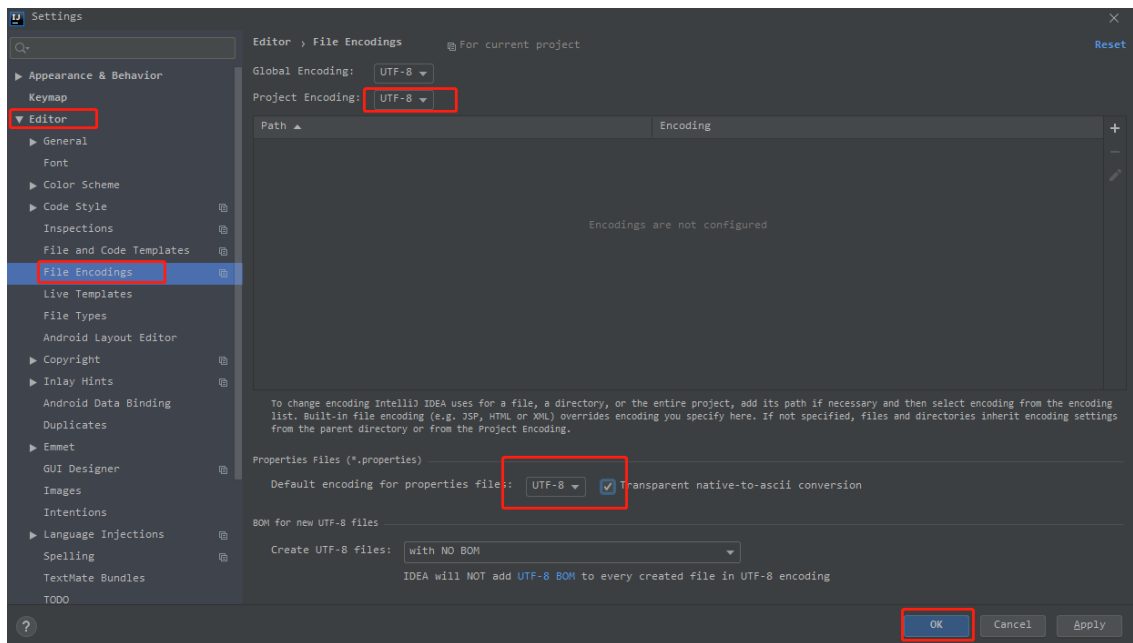 Settings
Editor › File Encodings
For current project
Reset
Appearance & Behavior
Keymap
Editor
General
Font
Color Scheme
Code Style
Inspections
File and Code Templates
File Encodings
Live Templates
File Types
Android Layout Editor
Copyright
Inlay Hints
Android Data Binding
Duplicates
Emmet
GUI Designer
Images
Intentions
Language Injections
Spelling
TextMate Bundles
TODO
Global Encoding: UTF-8
Project Encoding: UTF-8
Path Encoding
Encodings are not configured
To change encoding IntelliJ IDEA uses for a file, a directory, or the entire project, add its path if necessary and then select encoding from the encoding
list. Built-in file encoding (e.g. JSP, HTML or XML) overrides encoding you specify here. If not specified, files and directories inherit encoding settings
from the parent directory or from the Project Encoding.
Properties Files (*.properties)
Default encoding for properties files: UTF-8 Transparent native-to-ascii conversion
BOM for new UTF-8 files
Create UTF-8 files: with NO BOM
IDEA will NOT add UTF-8 BOM to every created file in UTF-8 encoding
?
OK Cancel Apply